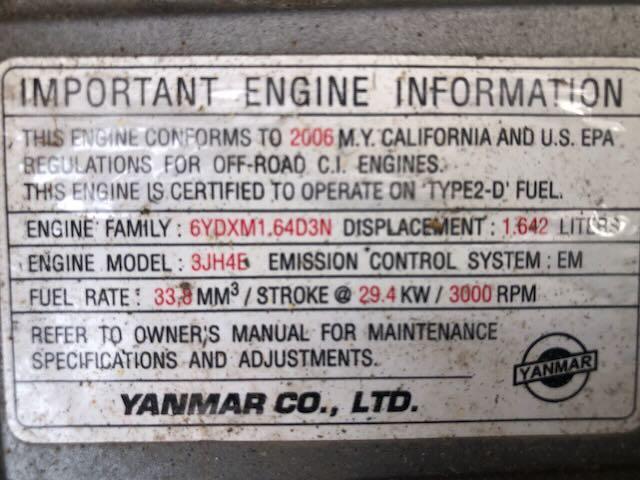 IMPORTANT ENGINE INFORMATION
THIS ENGINE CONFORMS TO 2006 M.Y. CALIFORNIA AND U.S. EPA
REGULATIONS FOR OFF-ROAD C.I. ENGINES.
THIS ENGINE IS CERTIFIED TO OPERATE ON 'TYPE2-D' FUEL.
ENGINE FAMILY : 6YDXM1.64D3N DISPLACEMENT : 1.642 LITERS
ENGINE MODEL : 3JH4E EMISSION CONTROL SYSTEM : EM
FUEL RATE : 33,8 MM³ / STROKE @ 29.4 KW / 3000 RPM
REFER TO OWNER'S MANUAL FOR MAINTENANCE
SPECIFICATIONS AND ADJUSTMENTS.
YANMAR
YANMAR CO., LTD.